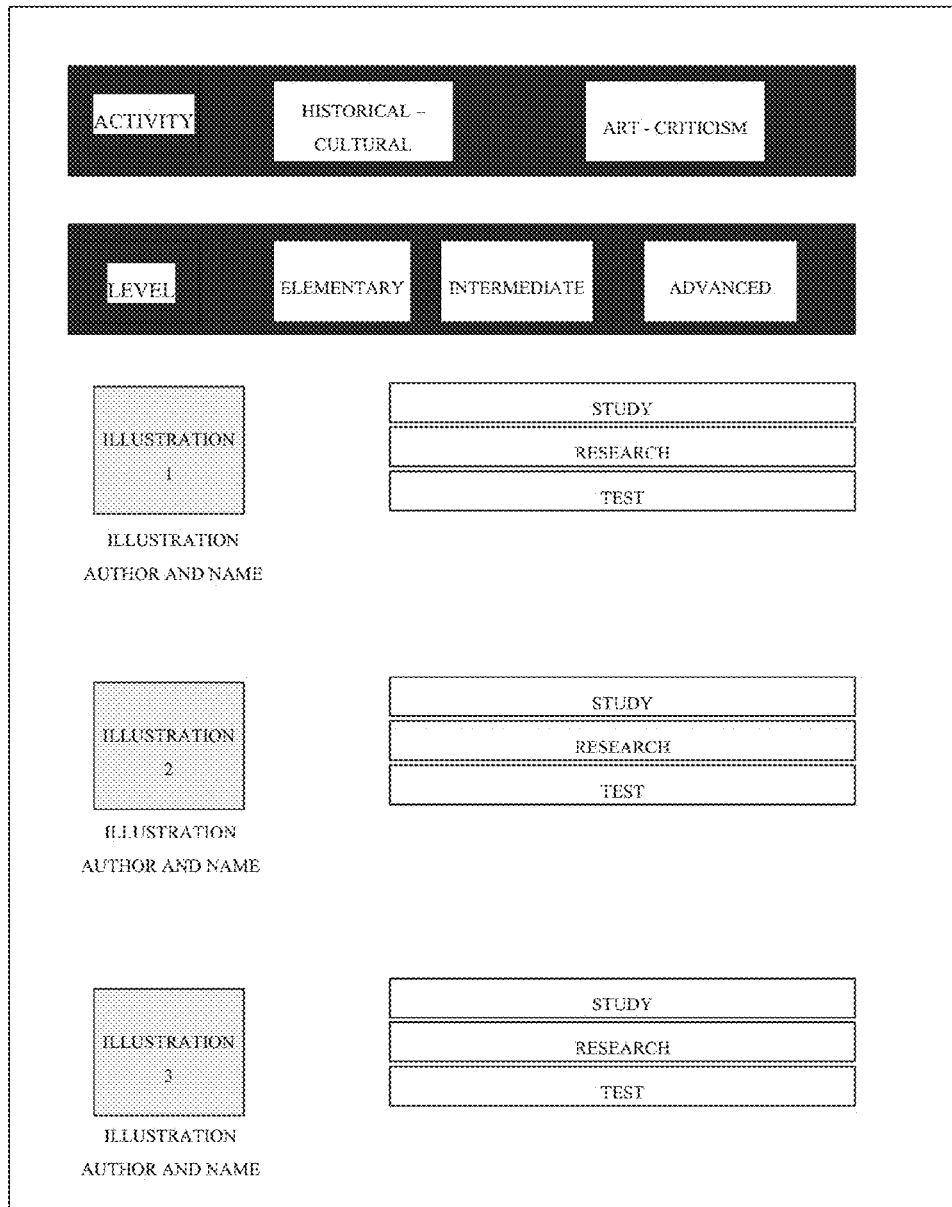 ACTIVITY
HISTORICAL –
CULTURAL
ART - CRITICISM
LEVEL
ELEMENTARY
INTERMEDIATE
ADVANCED
ILLUSTRATION
1
ILLUSTRATION
AUTHOR AND NAME
STUDY
RESEARCH
TEST
ILLUSTRATION
2
ILLUSTRATION
AUTHOR AND NAME
STUDY
RESEARCH
TEST
ILLUSTRATION
3
ILLUSTRATION
AUTHOR AND NAME
STUDY
RESEARCH
TEST